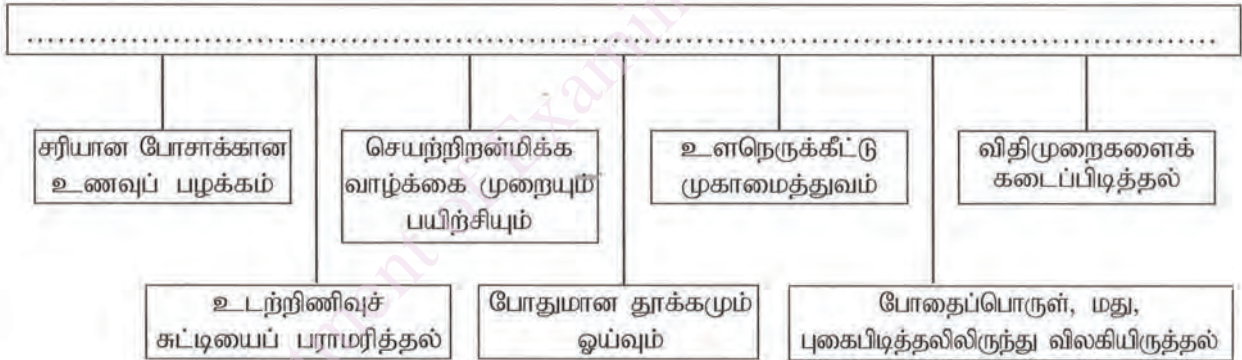 ..............................................................................................................
சரியான போசாக்கான
உணவுப் பழக்கம்
செயற்றிறன்மிக்க
வாழ்க்கை முறையும்
பயிற்சியும்
உளநெருக்கீட்டு
முகாமைத்துவம்
விதிமுறைகளைக்
கடைப்பிடித்தல்
உடற்றிணிவுச்
சுட்டியைப் பராமரித்தல்
போதுமான தூக்கமும்
ஓய்வும்
போதைப்பொருள், மது,
புகைபிடித்தலிலிருந்து விலகியிருத்தல்